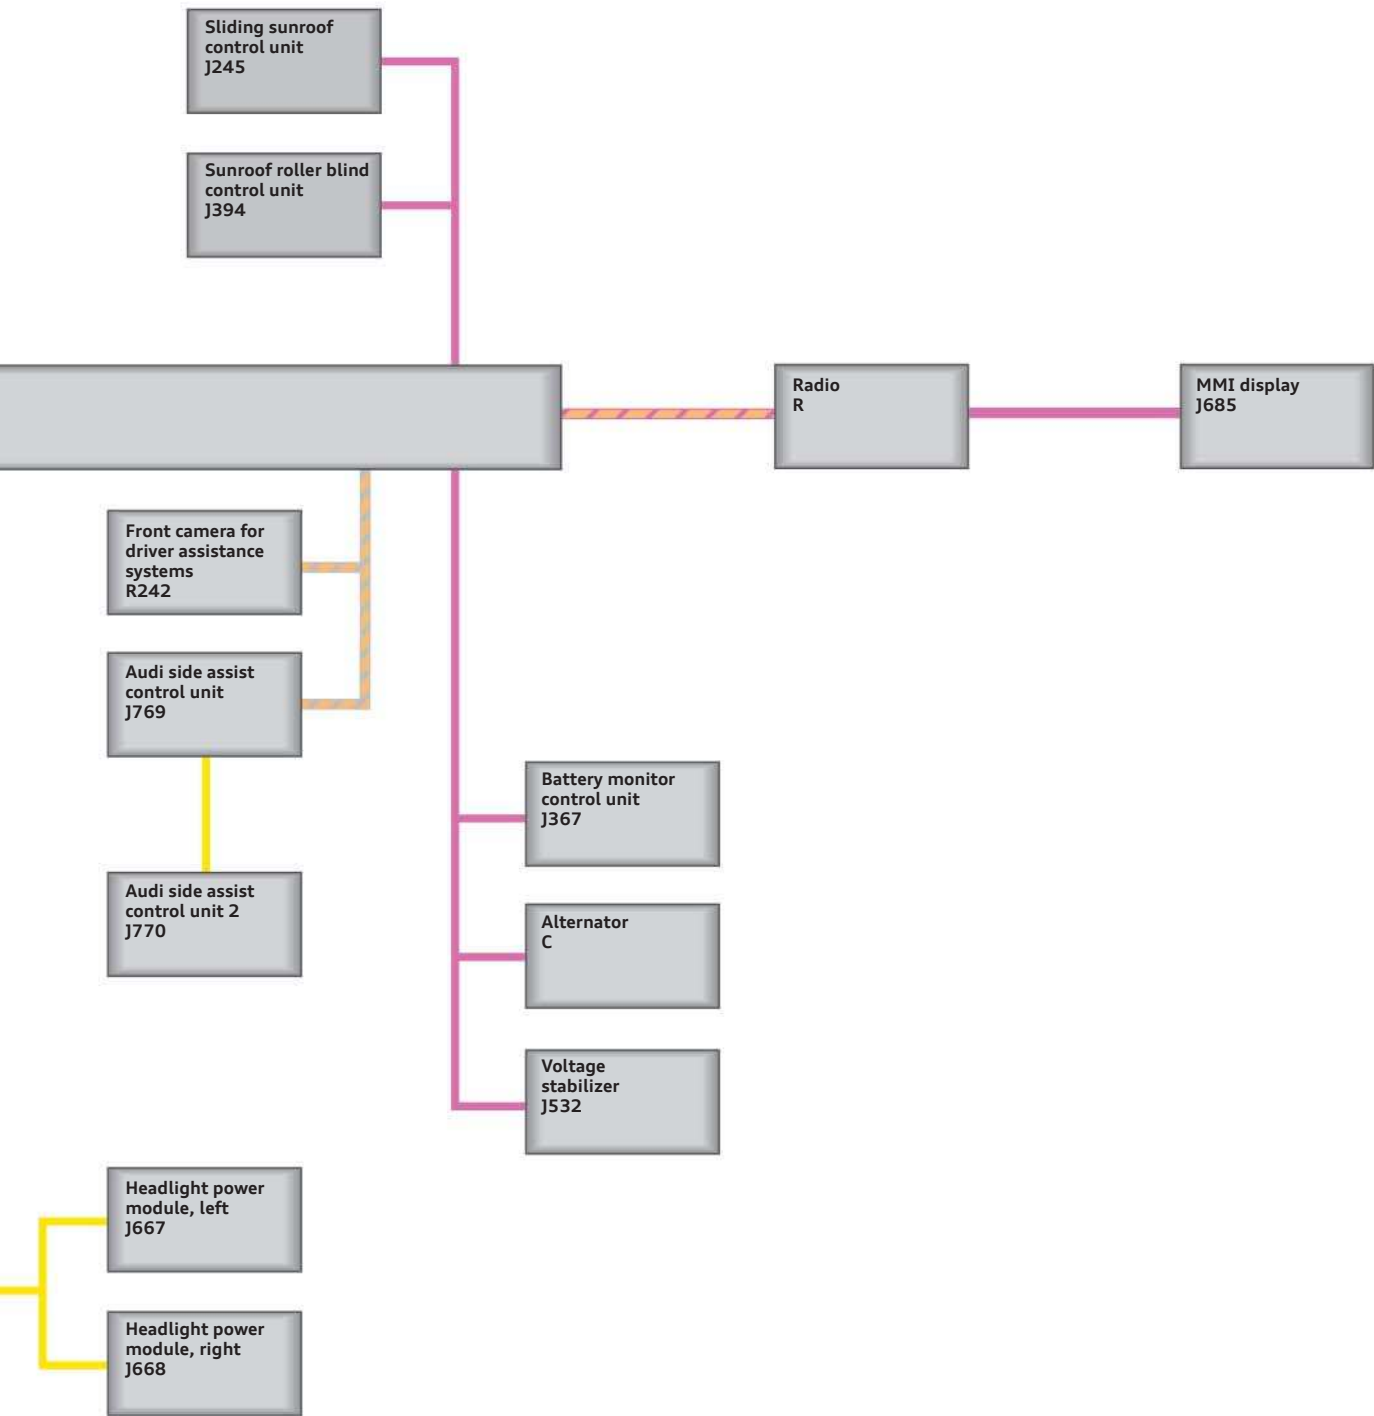 Sliding sunroof
control unit
J245
Sunroof roller blind
control unit
J394
Radio
R
MMI display
J685
Front camera for
driver assistance
systems
R242
Audi side assist
control unit
J769
Battery monitor
control unit
J367
Audi side assist
control unit 2
J770
Alternator
C
Voltage
stabilizer
J532
Headlight power
module, left
J667
Headlight power
module, right
J668